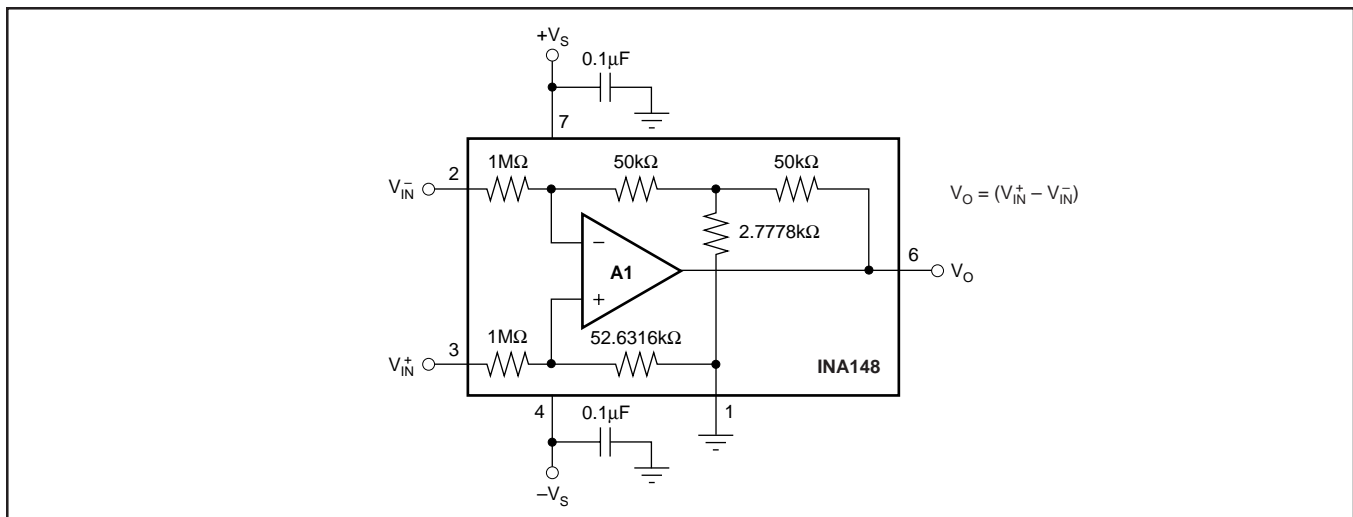 +V_S
0.1µF
7
1MΩ 50kΩ 50kΩ
2
V_IN^-
V_O = (V_IN^+ – V_IN^-)
2.7778kΩ
–
A1
6
V_O
+
1MΩ 52.6316kΩ
3
V_IN^+
INA148
4 0.1µF 1
–V_S